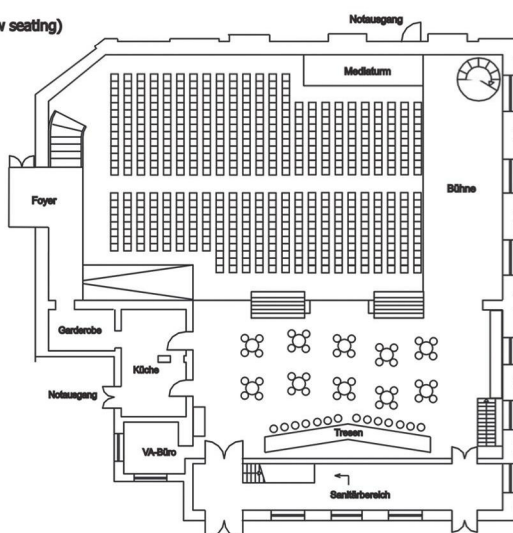 w seating)
Notausgang
Mediaturm
Foyer
Bühne
Garderobe
Küche
Notausgang
Tresen
VA-Büro
Sanitärbereich